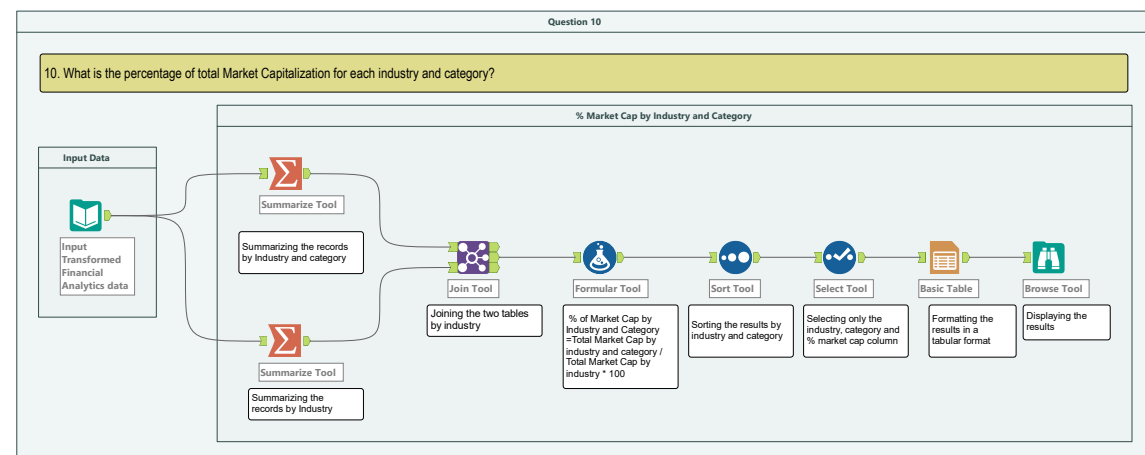 Question 10
10. What is the percentage of total Market Capitalization for each industry and category?
% Market Cap by Industry and Category
Input Data
Input
Transformed
Financial
Analytics data
Summarize Tool
Summarizing the records
by Industry and category
Summarize Tool
Summarizing the
records by Industry
Join Tool
Joining the two tables
by industry
Formular Tool
% of Market Cap by
Industry and Category
=Total Market Cap by
industry and category /
Total Market Cap by
industry * 100
Sort Tool
Sorting the results by
industry and category
Select Tool
Selecting only the
industry, category and
% market cap column
Basic Table
Formatting the
results in a
tabular format
Browse Tool
Displaying the
results